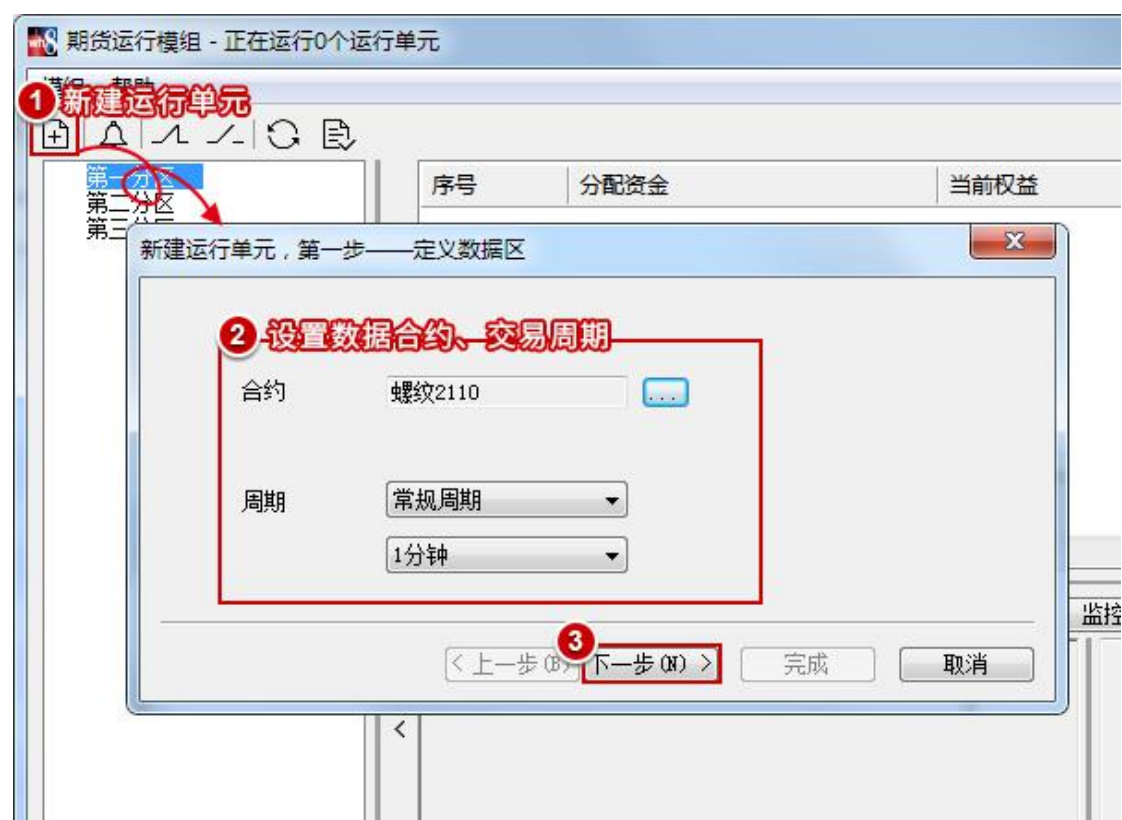 wh8 期货运行模组 - 正在运行0个运行单元
1 新建运行单元
第一分区
第二分区
第三
序号 分配资金 当前权益
新建运行单元，第一步——定义数据区
2 设置数据合约、交易周期
合约 螺纹2110 ...
周期 常规周期
1分钟
监控
3
< 上一步(B) 下一步(N) > 完成 取消
<